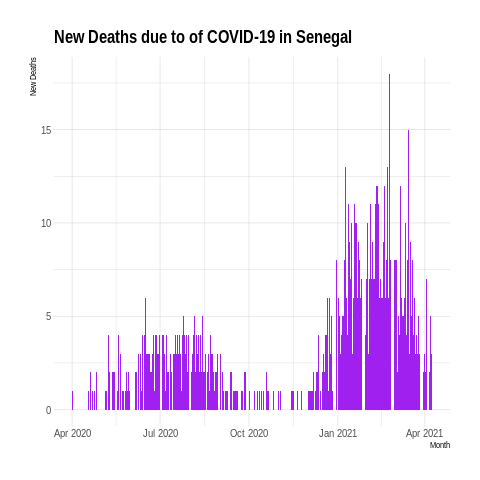 New Deaths due to of COVID-19 in Senegal
New Deaths
15
10
5
0
Apr 2020 Jul 2020 Oct 2020 Jan 2021 Apr 2021
Month